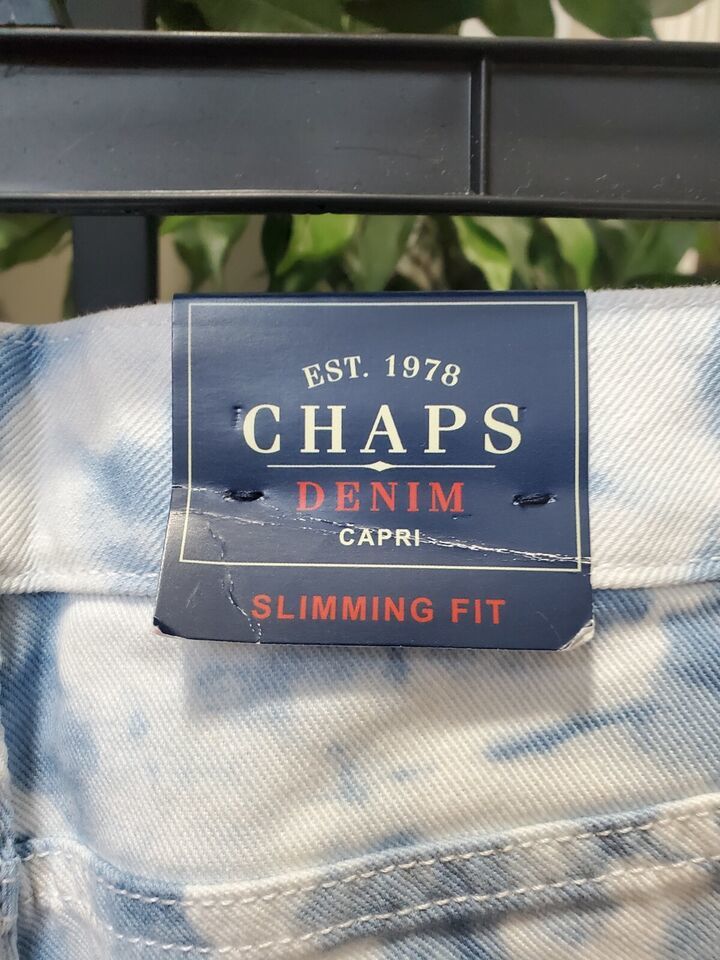 EST. 1978
CHAPS
DENIM
CAPRI
SLIMMING FIT